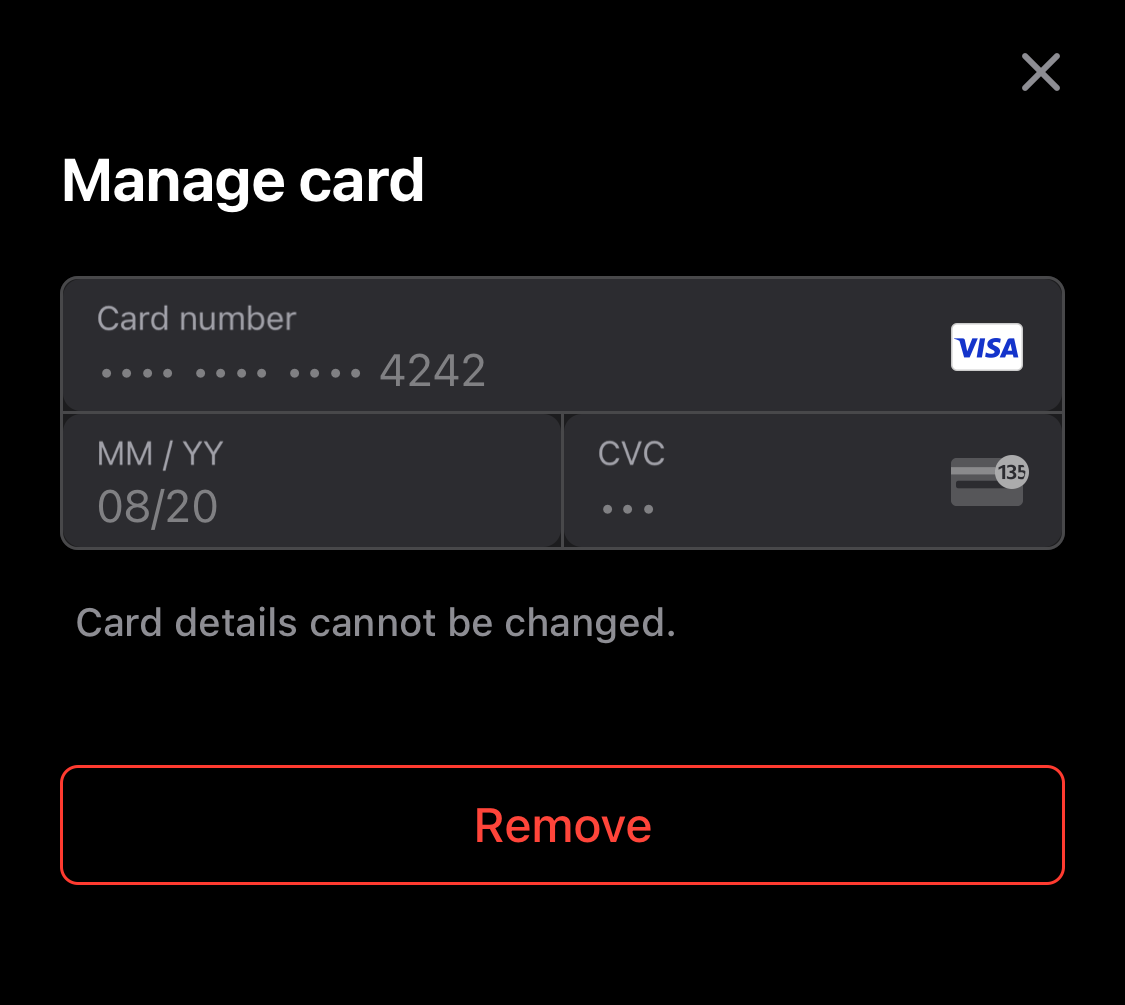 Manage card
Card number
•••• •••• •••• 4242
VISA
MM / YY
08/20
CVC
•••
135
Card details cannot be changed.
Remove